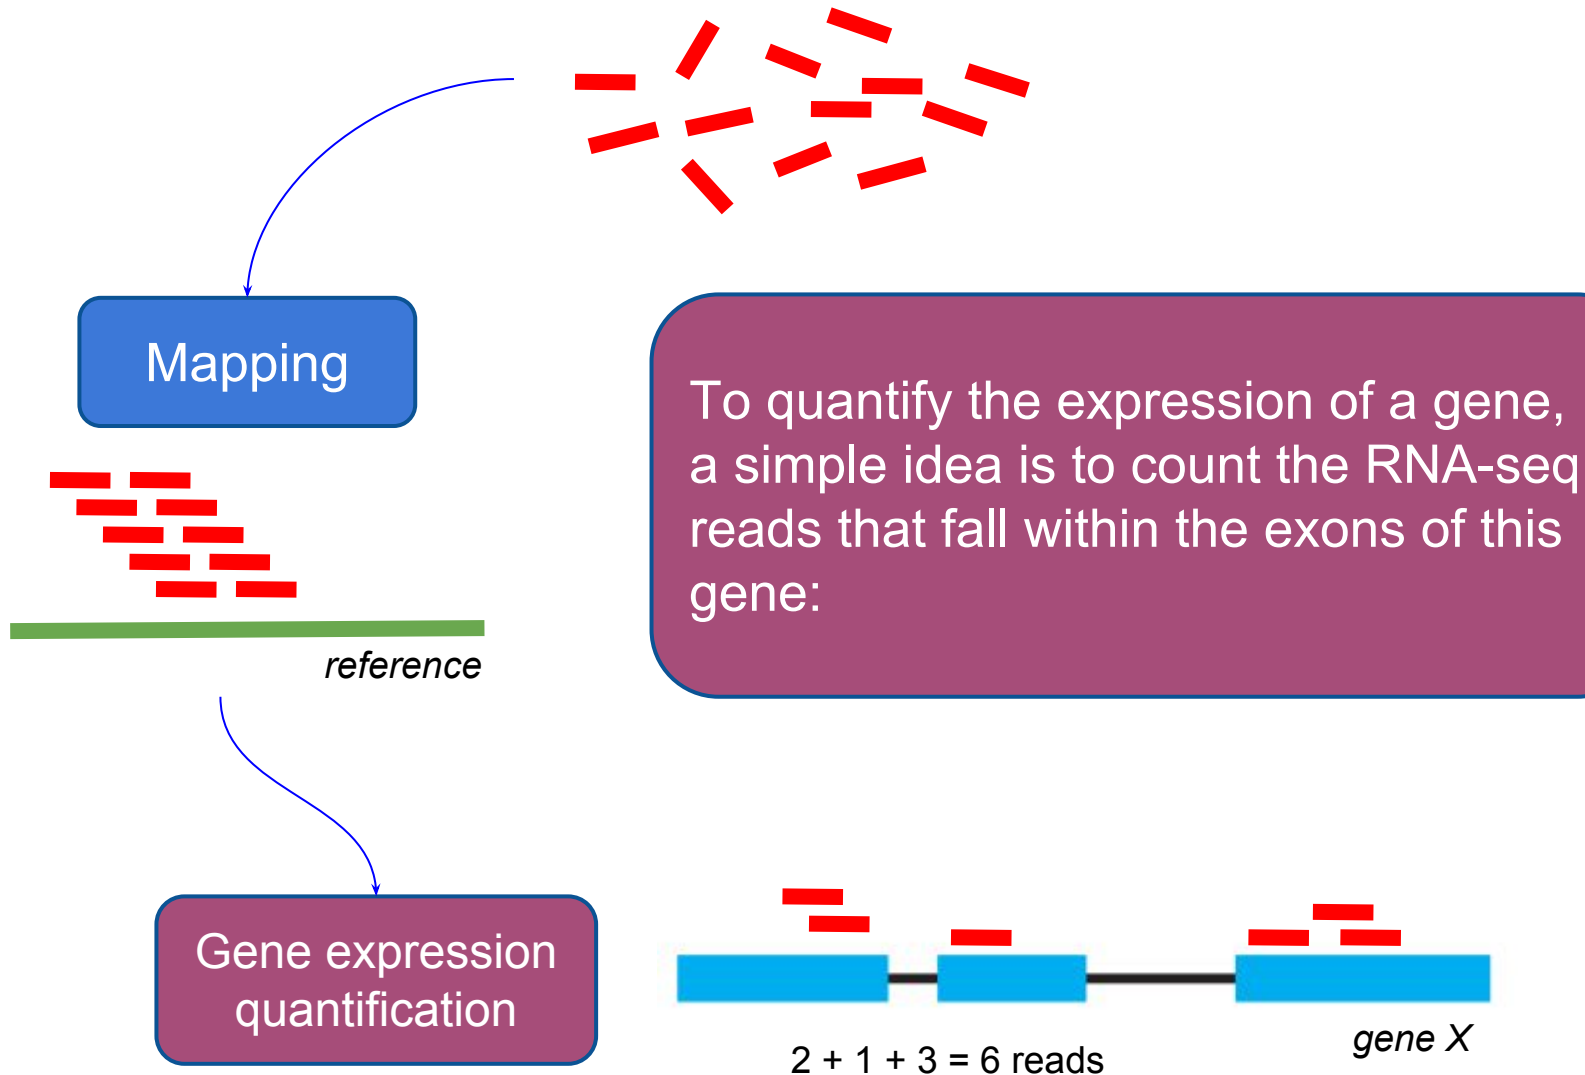 Mapping
To quantify the expression of a gene,
a simple idea is to count the RNA-seq
reads that fall within the exons of this
gene:
reference
Gene expression
quantification
gene X
2 + 1 + 3 = 6 reads